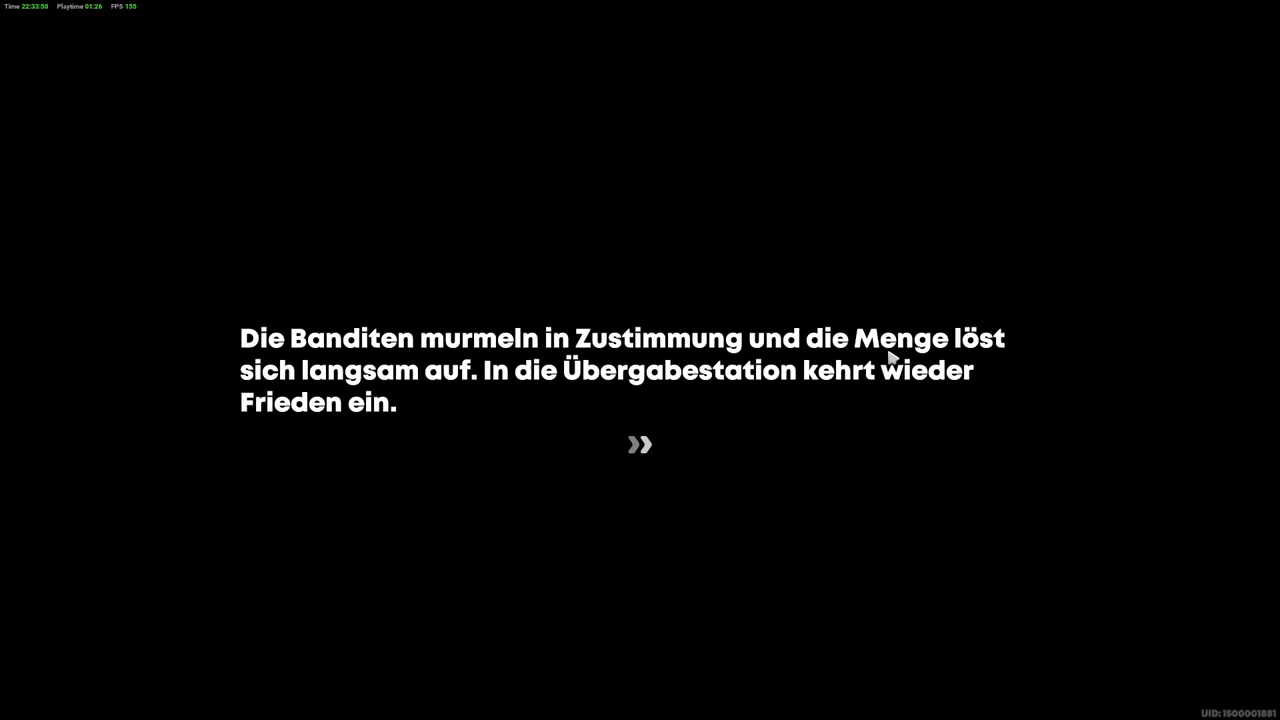 Time 22:33:50 Playtime 01:26 FPS 155
Die Banditen murmeln in Zustimmung und die Menge löst
sich langsam auf. In die Übergabestation kehrt wieder
Frieden ein.
UID: 1500001881